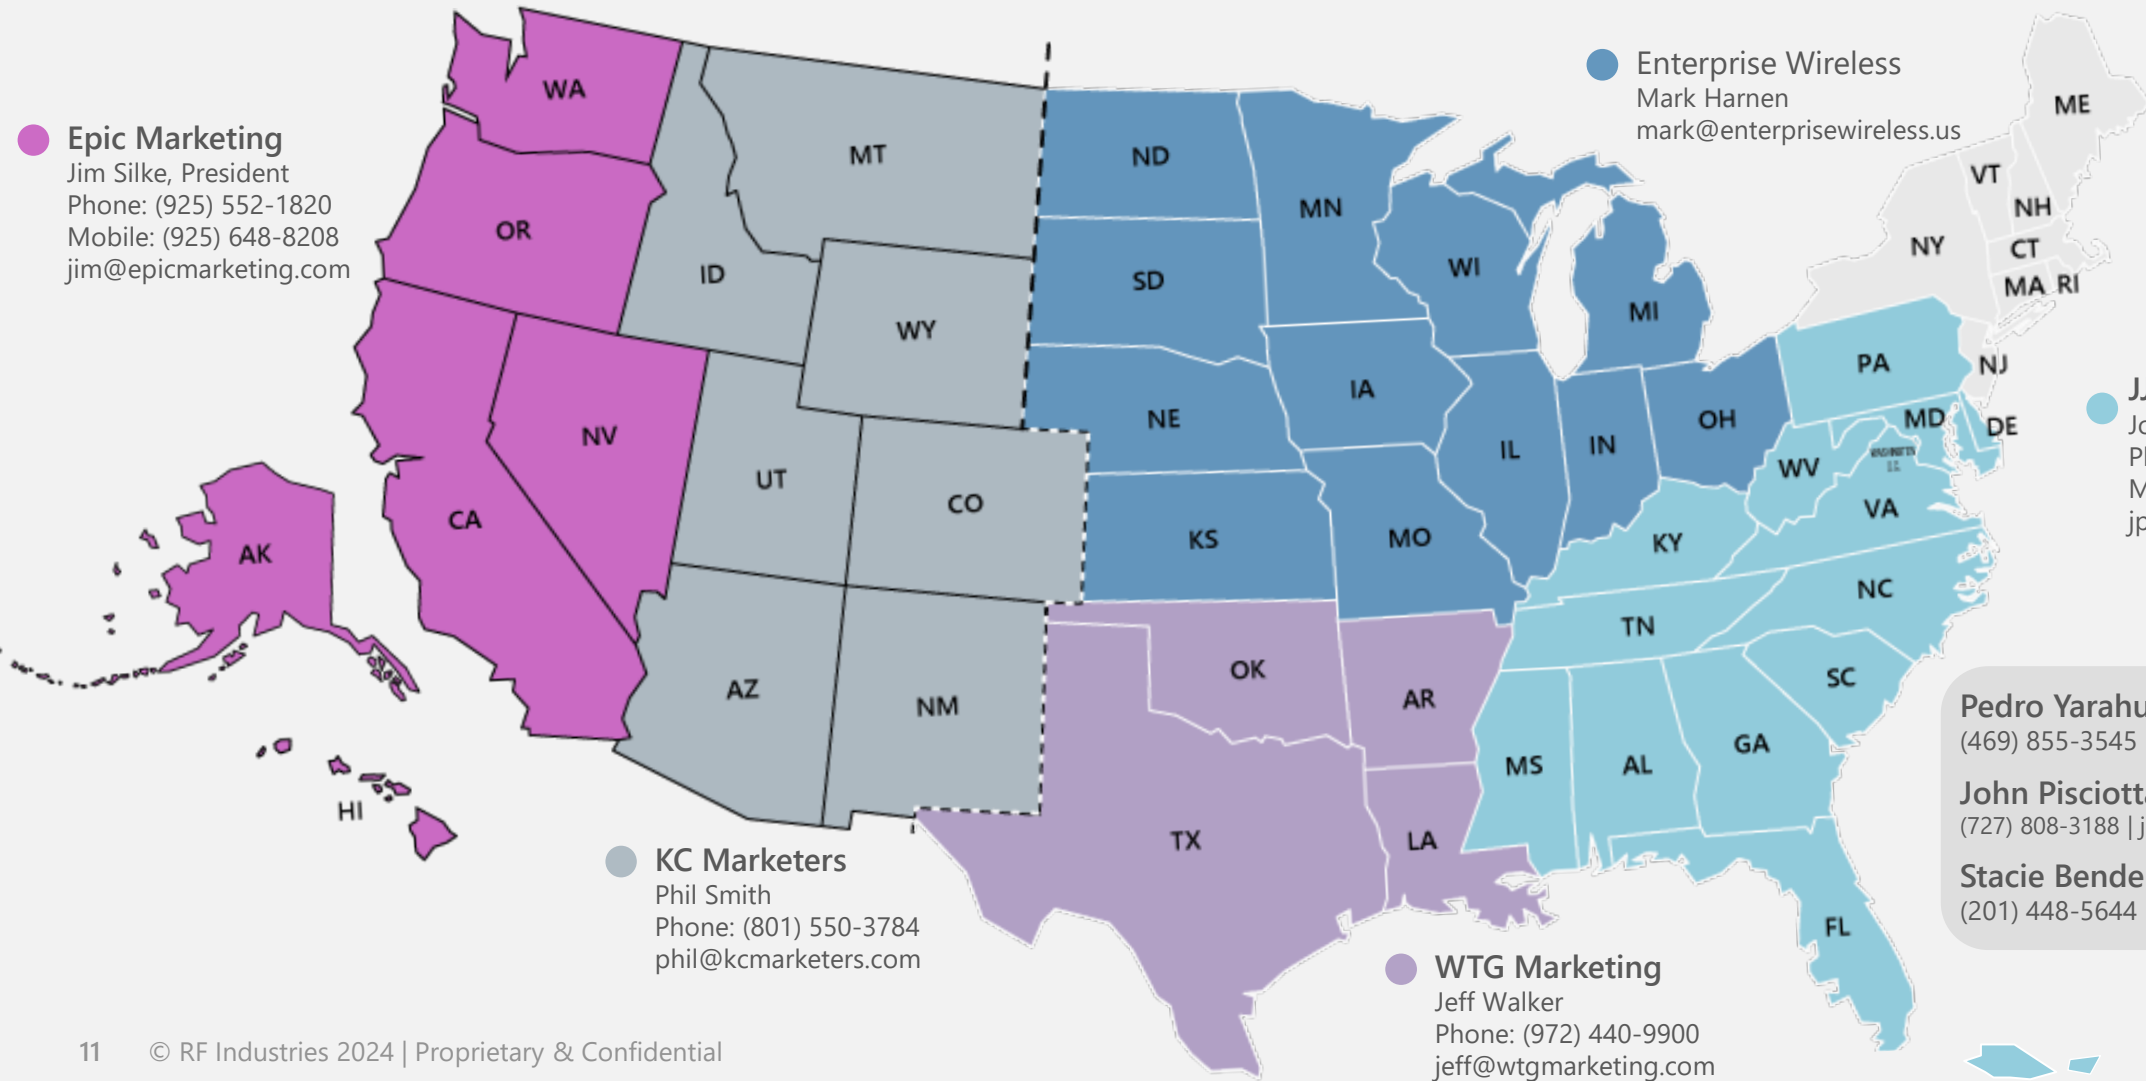 Epic Marketing
Jim Silke, President
Phone: (925) 552-1820
Mobile: (925) 648-8208
jim@epicmarketing.com
Enterprise Wireless
Mark Harnen
mark@enterprisewireless.us
WA
MT
ND
MN
ME
VT
NH
NY
CT
MA RI
OR
ID
WY
SD
WI
MI
PA
NJ
NV
UT
CO
NE
IA
IL
IN
OH
MD
DE
WV
WASHINGTON
D.C.
VA
CA
AK
KS
MO
KY
NC
TN
AZ
NM
OK
AR
SC
MS
AL
GA
HI
TX
LA
FL
KC Marketers
Phil Smith
Phone: (801) 550-3784
phil@kcmarketers.com
WTG Marketing
Jeff Walker
Phone: (972) 440-9900
jeff@wtgmarketing.com
Pedro
(469) 855-3545
John
(727) 808-3188 |
Stacie
(201) 448-5644
11 © RF Industries 2024 | Proprietary & Confidential